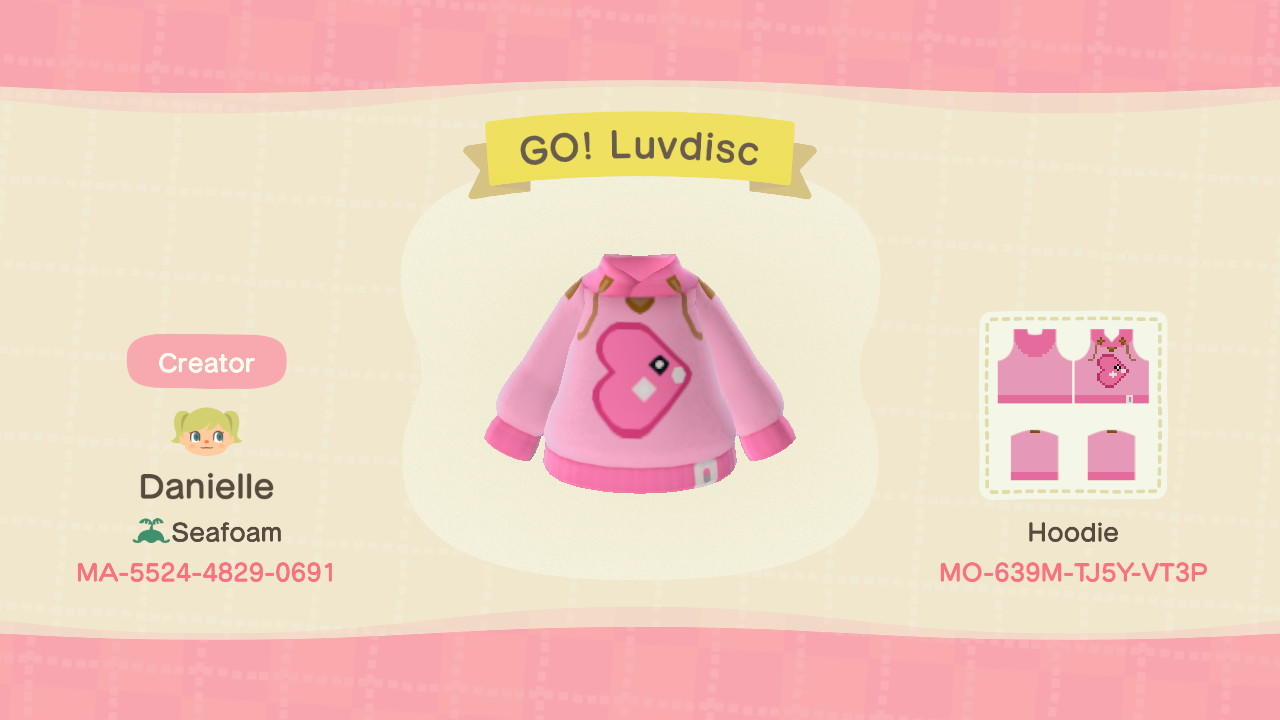 GO! Luvdisc
Creator
Danielle
Seafoam
MA-5524-4829-0691
Hoodie
MO-639M-TJ5Y-VT3P